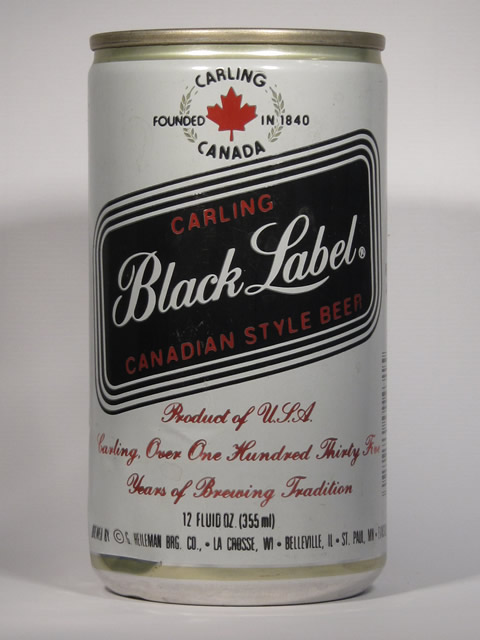 CARLING
FOUNDED IN 1840
CANADA
CARLING
Black Label®
CANADIAN STYLE BEER
Product of U.S.A.
Carling, Over One Hundred Thirty Five
Years of Brewing Tradition
12 FLUID OZ. (355 ml)
BY © G. HEILEMAN BRG. CO., • LA CROSSE, WI • BELLEVILLE, IL • ST. PAUL, MN •